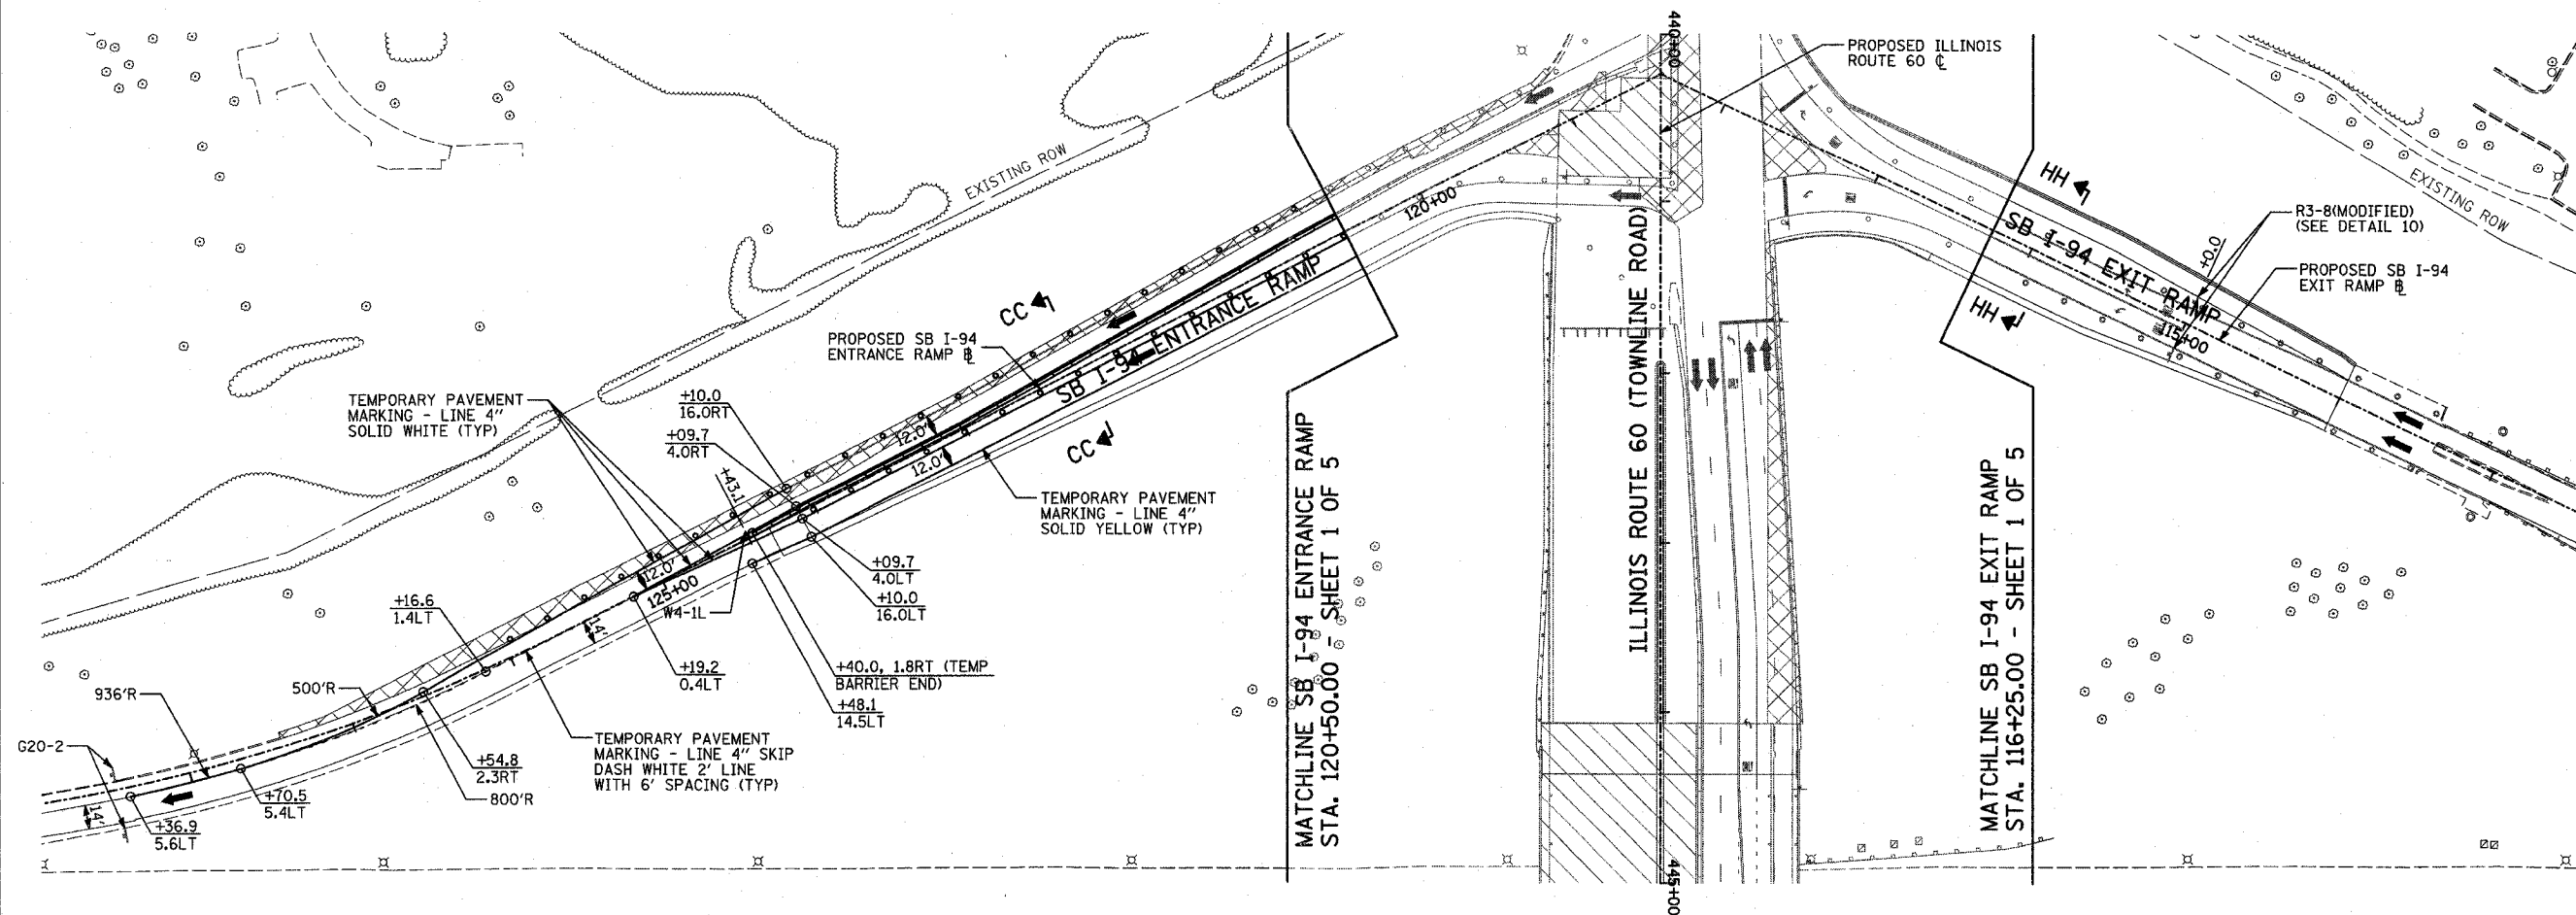 440+00
PROPOSED ILLINOIS
ROUTE 60 ℄
EXISTING ROW
120+00
HH
EXISTING ROW
R3-8(MODIFIED)
(SEE DETAIL 10)
SB I-94 EXIT RAMP
+0.0
PROPOSED SB I-94
EXIT RAMP ⅊
115+00
HH
CC
SB I-94 ENTRANCE RAMP
PROPOSED SB I-94
ENTRANCE RAMP ⅊
CC
ILLINOIS ROUTE 60 (TOWNLINE ROAD)
ONLY
ONLY
TEMPORARY PAVEMENT
MARKING - LINE 4"
SOLID WHITE (TYP)
+10.0
16.0RT
+09.7
4.0RT
+43.1
12.0'
12.0'
12.0'
TEMPORARY PAVEMENT
MARKING - LINE 4"
SOLID YELLOW (TYP)
MATCHLINE SB I-94 ENTRANCE RAMP
STA. 120+50.00 - SHEET 1 OF 5
MATCHLINE SB I-94 EXIT RAMP
STA. 116+25.00 - SHEET 1 OF 5
+09.7
4.0LT
+10.0
16.0LT
125+00
W4-1L
+16.6
1.4LT
14'
+19.2
0.4LT
+40.0, 1.8RT (TEMP
BARRIER END)
+48.1
14.5LT
936'R
500'R
G20-2
TEMPORARY PAVEMENT
MARKING - LINE 4" SKIP
DASH WHITE 2' LINE
WITH 6' SPACING (TYP)
+54.8
2.3RT
800'R
+70.5
5.4LT
14'
+36.9
5.6LT
445+00